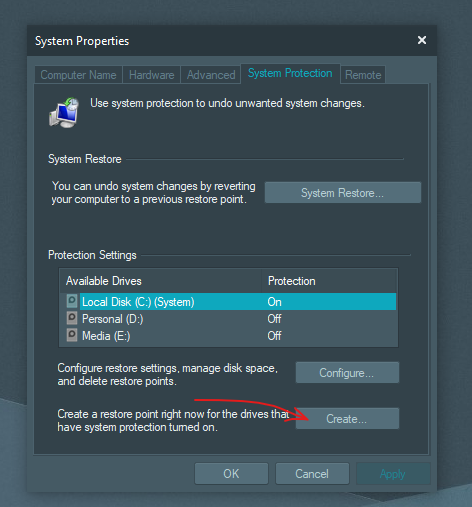 System Properties
Computer Name Hardware Advanced System Protection Remote
Use system protection to undo unwanted system changes.
System Restore
You can undo system changes by reverting
your computer to a previous restore point.
System Restore...
Protection Settings
Available Drives Protection
Local Disk (C:) (System) On
Personal (D:) Off
Media (E:) Off
Configure restore settings, manage disk space,
and delete restore points.
Configure...
Create a restore point right now for the drives that
have system protection turned on.
Create...
OK Cancel Apply